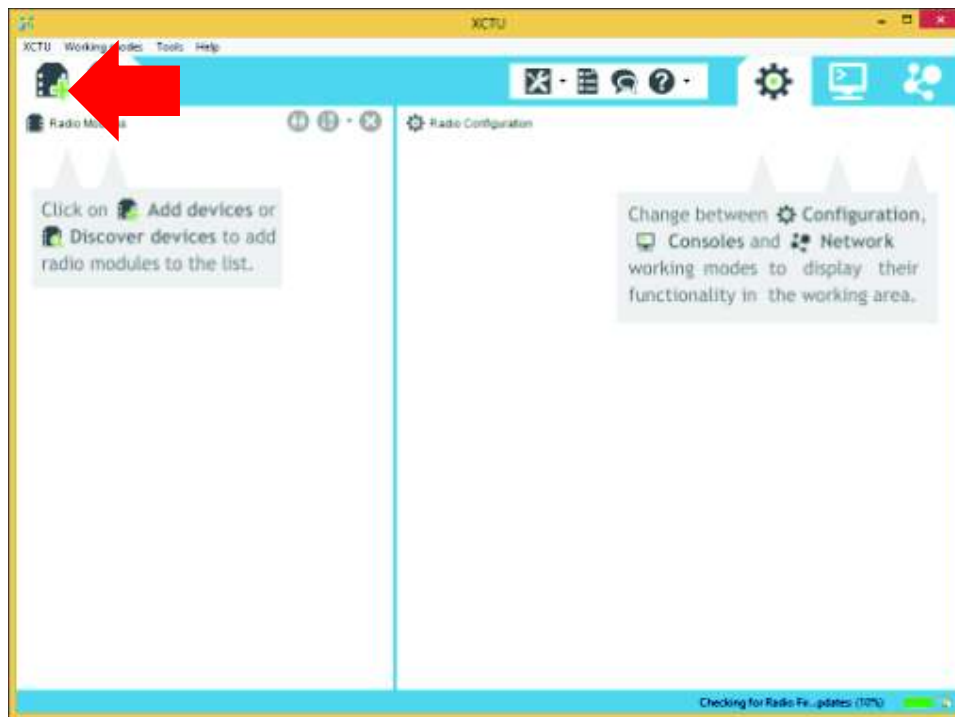 XCTU
XCTU Working modes Tools Help
Radio
Radio Configuration
Click on Add devices or
Discover devices to add
radio modules to the list.
Change between Configuration,
Consoles and Network
working modes to display their
functionality in the working area.
Checking for Radio Fi...pdates: (10%)